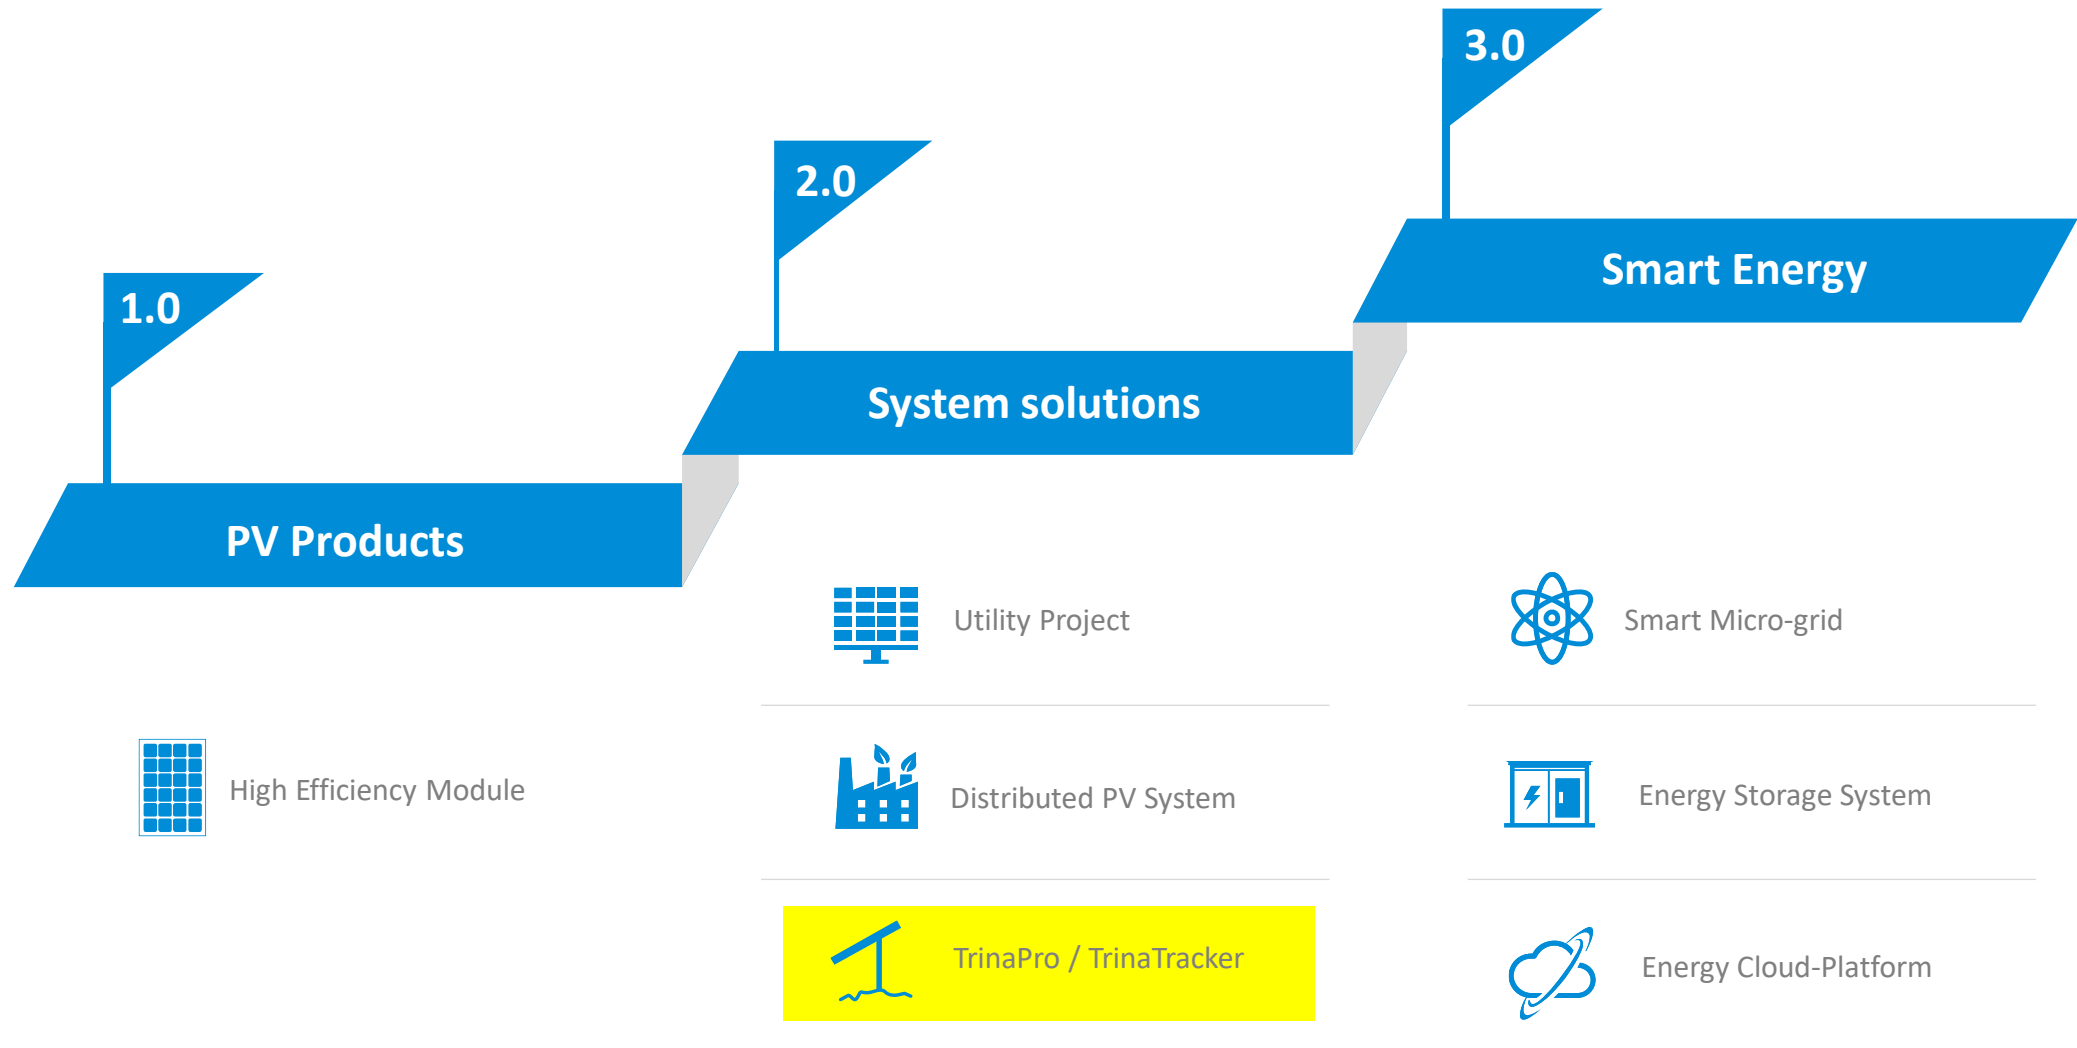 3.0
2.0
1.0
Smart Energy
System solutions
PV Products
Utility Project
Smart Micro-grid
High Efficiency Module
Distributed PV System
Energy Storage System
TrinaPro / TrinaTracker
Energy Cloud-Platform